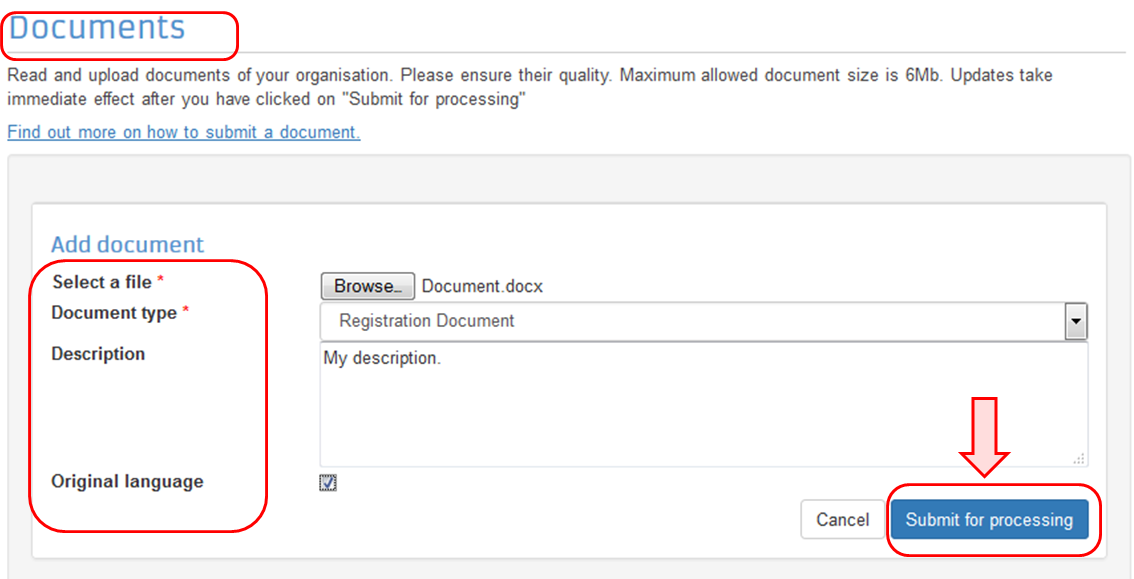 Documents
Read and upload documents of your organisation. Please ensure their quality. Maximum allowed document size is 6Mb. Updates take
immediate effect after you have clicked on "Submit for processing"
Find out more on how to submit a document.
Add document
Select a file *
Browse... Document.docx
Document type *
Registration Document
Description
My description.
Original language
Cancel
Submit for processing